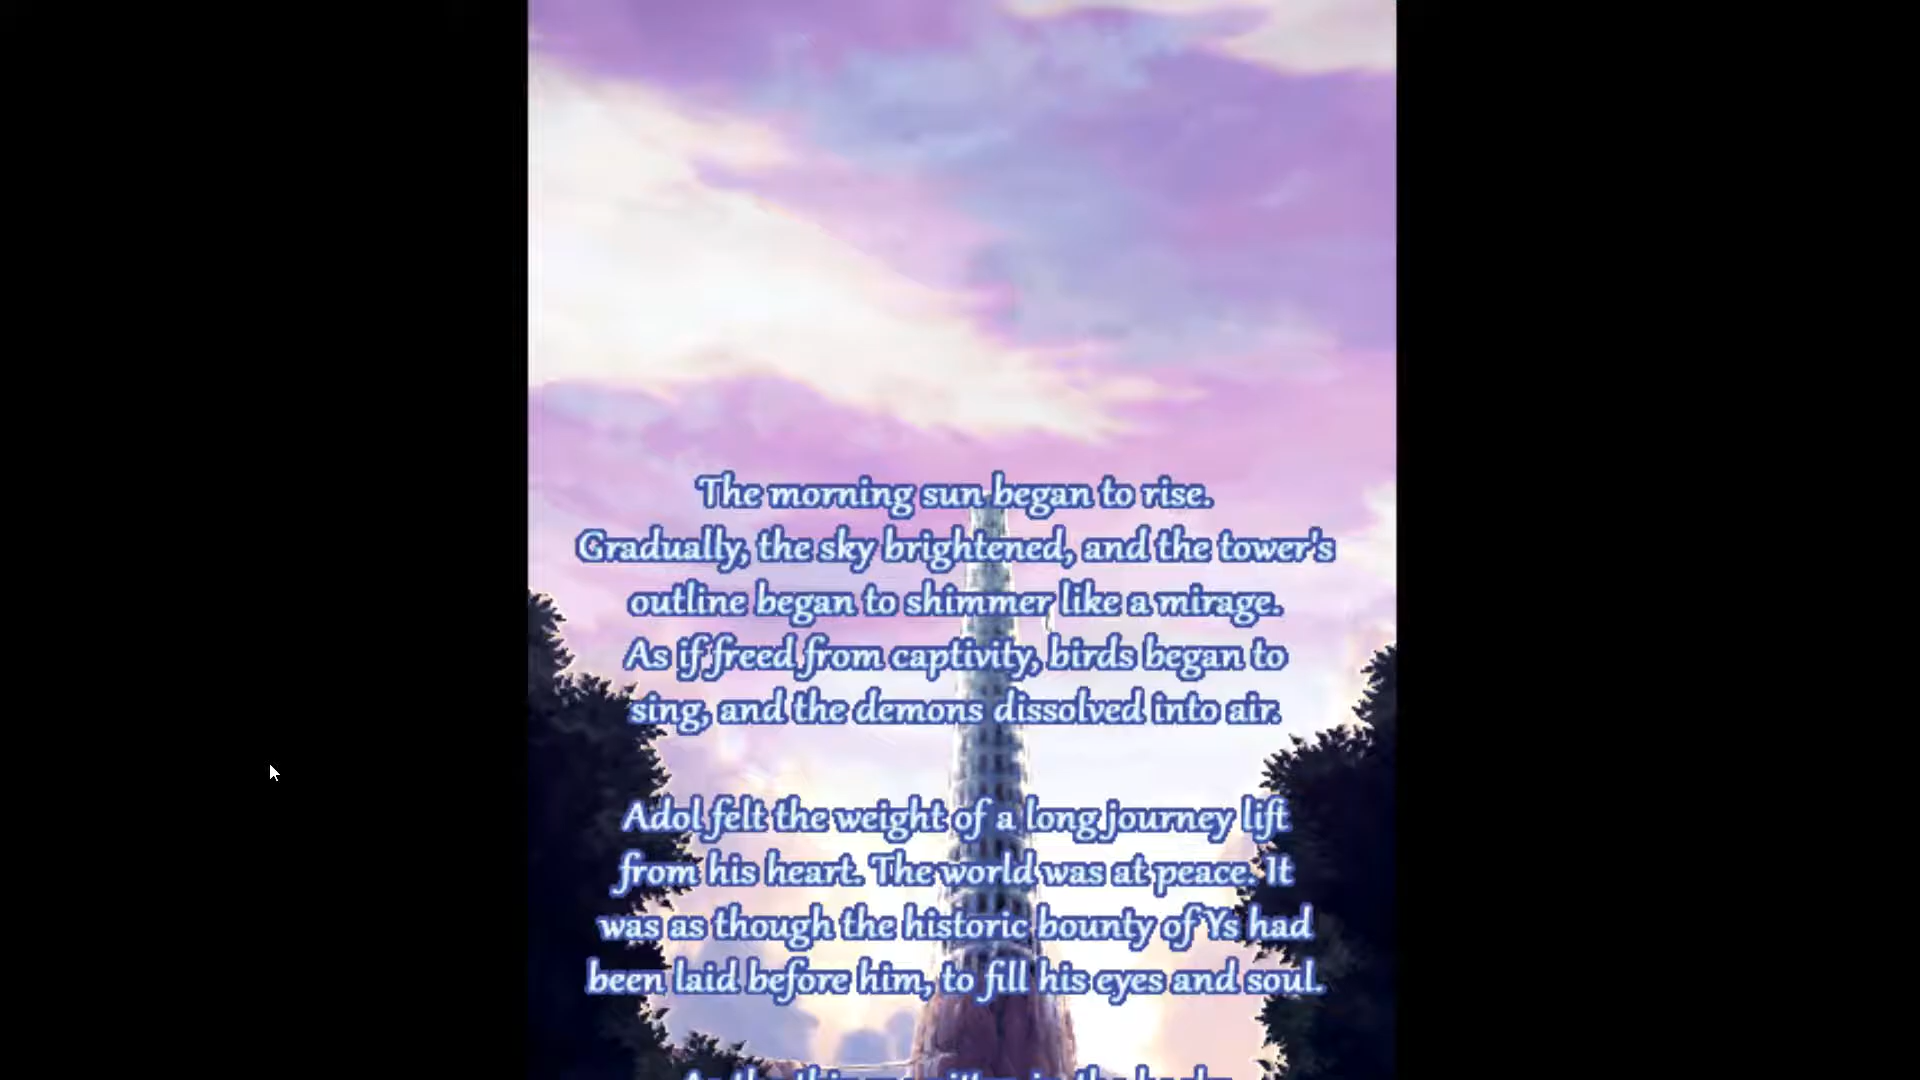 The morning sun began to rise.
Gradually, the sky brightened, and the tower's
outline began to shimmer like a mirage.
As if freed from captivity, birds began to
sing, and the demons dissolved into air.
Adol felt the weight of a long journey lift
from his heart. The world was at peace. It
was as though the historic bounty of Ys had
been laid before him, to fill his eyes and soul.